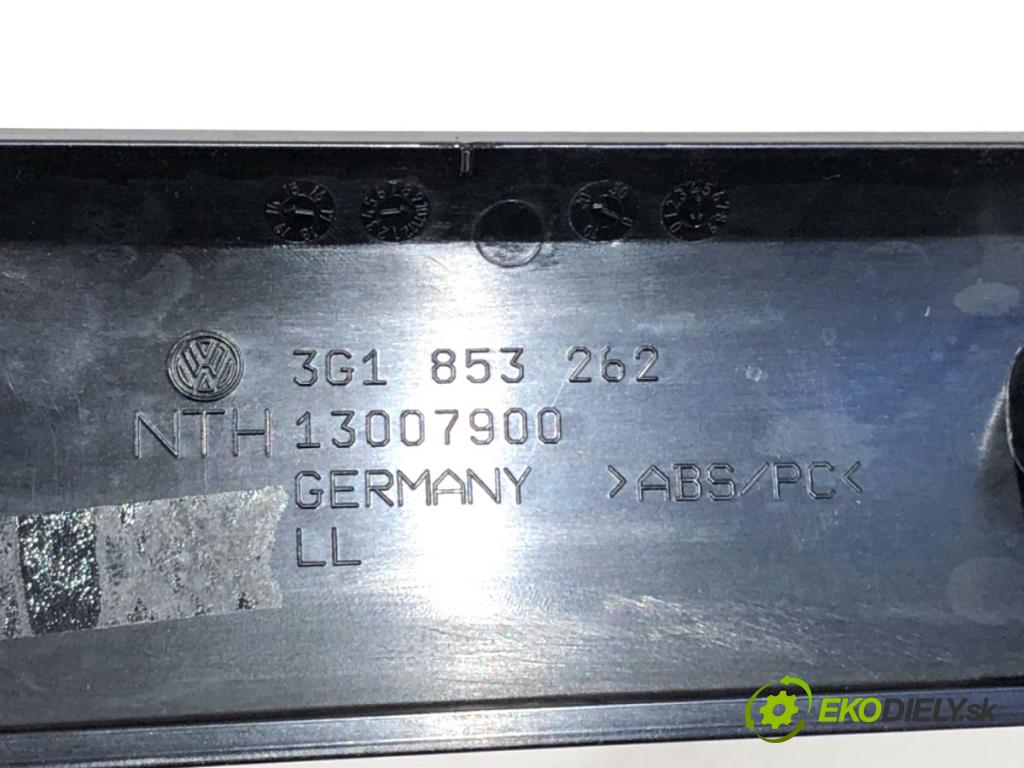 3G1 853 262
NTH 13007900
GERMANY >ABS/PC<
LL
EKODIELY.sk